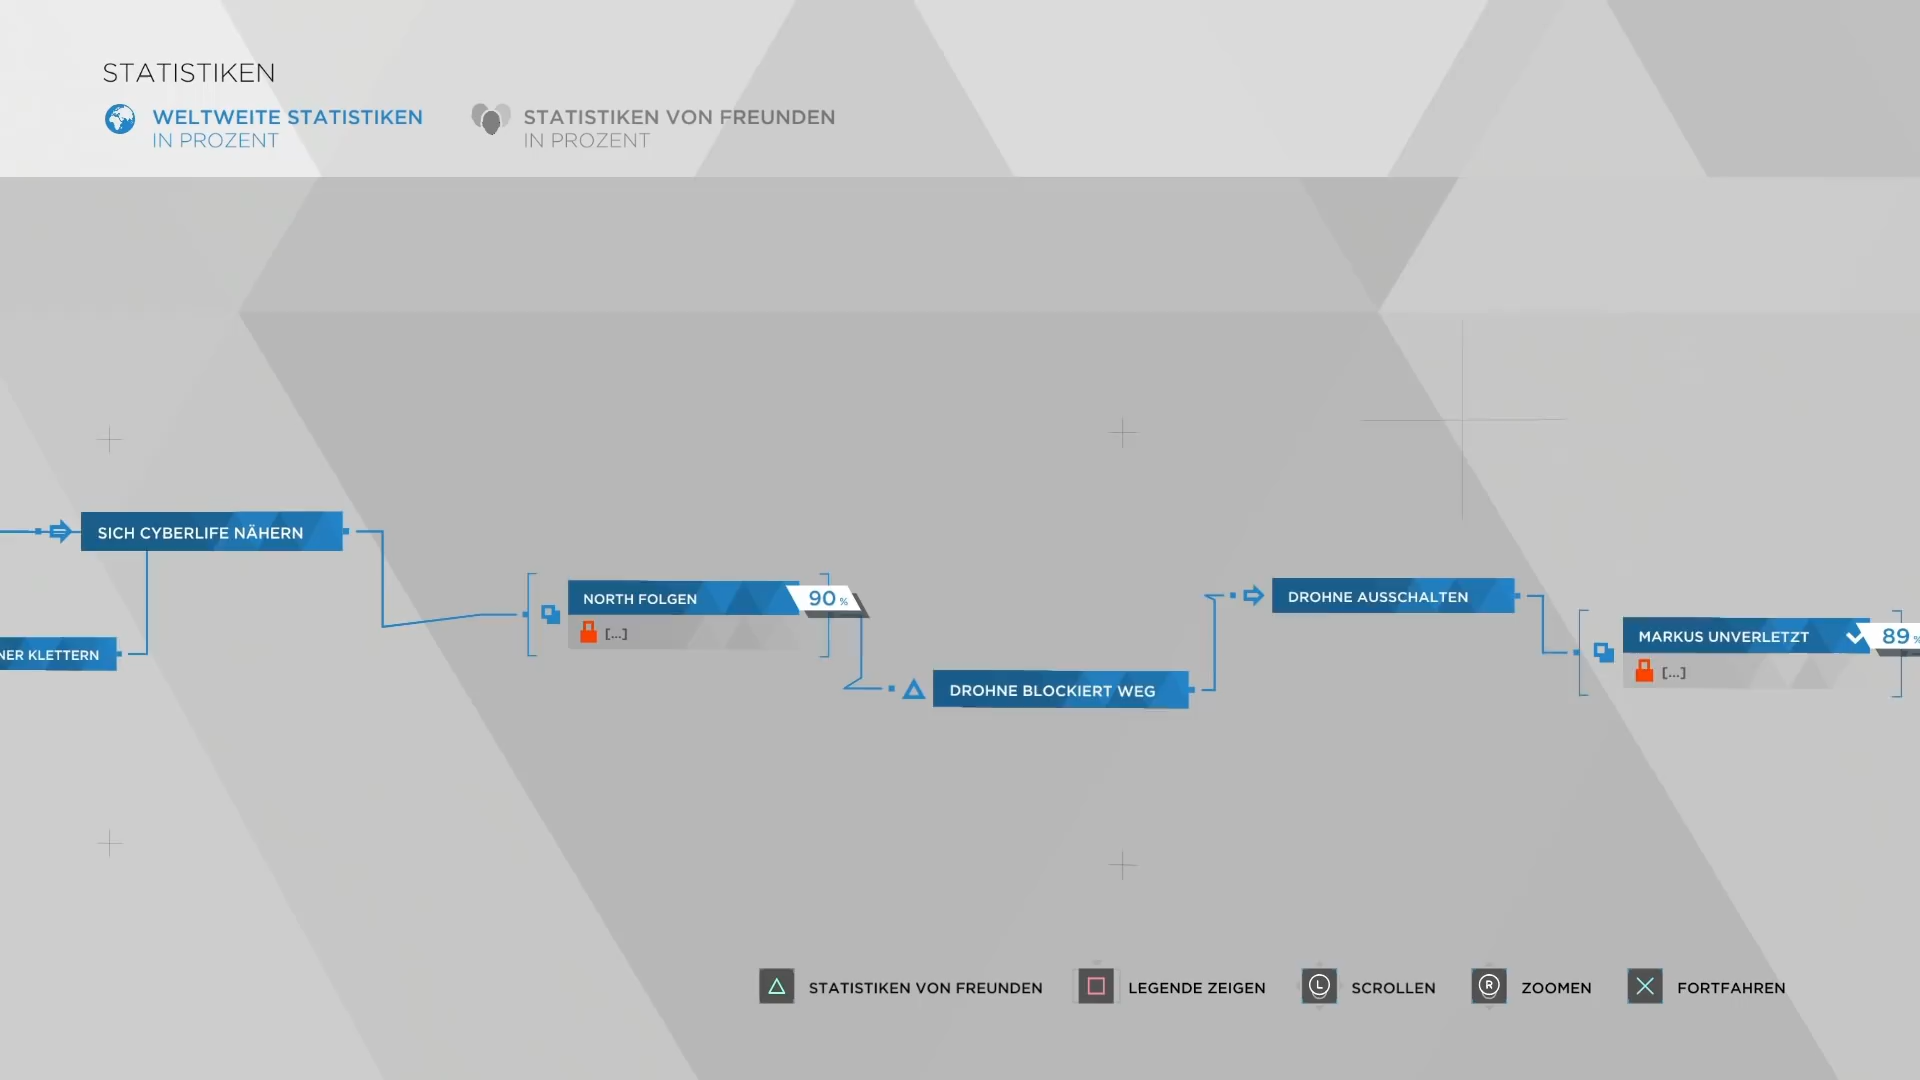 STATISTIKEN
WELTWEITE STATISTIKEN
IN PROZENT
STATISTIKEN VON FREUNDEN
IN PROZENT
SICH CYBERLIFE NÄHERN
NER KLETTERN
NORTH FOLGEN
90 %
[...]
DROHNE BLOCKIERT WEG
DROHNE AUSSCHALTEN
MARKUS UNVERLETZT
89 %
[...]
STATISTIKEN VON FREUNDEN
LEGENDE ZEIGEN
L
SCROLLEN
R
ZOOMEN
FORTFAHREN